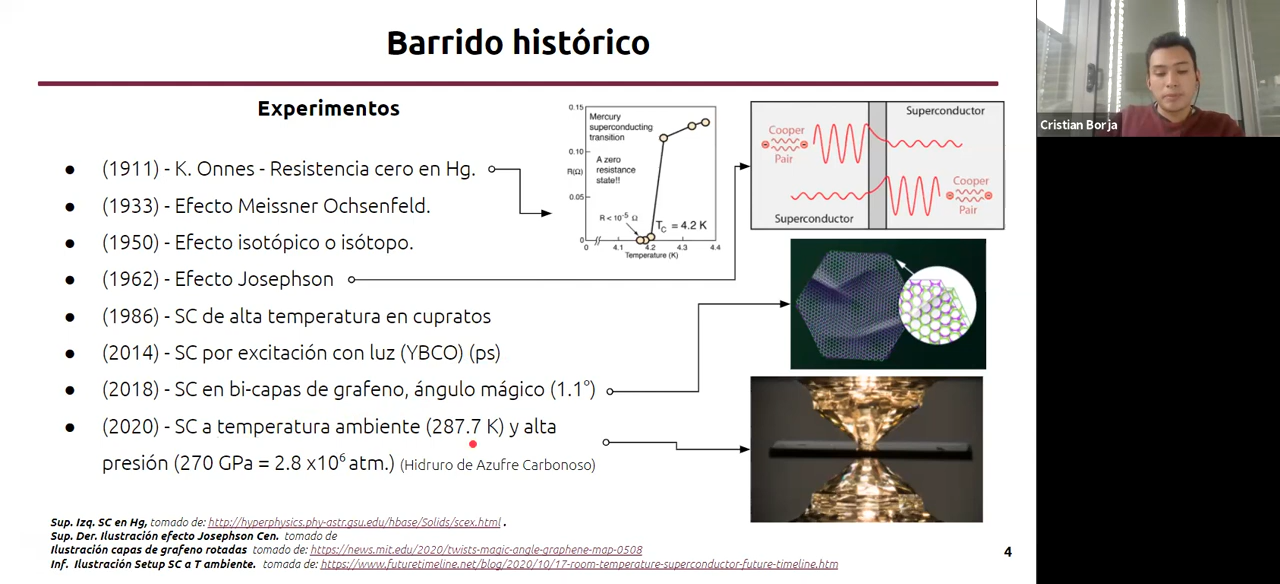 Barrido histórico
Experimentos
● (1911) - K. Onnes - Resistencia cero en Hg.
● (1933) - Efecto Meissner Ochsenfeld.
● (1950) - Efecto isotópico o isótopo.
● (1962) - Efecto Josephson
● (1986) - SC de alta temperatura en cupratos
● (2014) - SC por excitación con luz (YBCO) (ps)
● (2018) - SC en bi-capas de grafeno, ángulo mágico (1.1°)
● (2020) - SC a temperatura ambiente (287.7 K) y alta
presión (270 GPa = 2.8 x10⁶ atm.) (Hidruro de Azufre Carbonoso)
0.15
0.10
R(Ω)
0.05
0
Mercury
superconducting
transition
A zero
resistance
state!!
R < 10⁻⁵ Ω
T_C = 4.2 K
0 4.1 4.2 4.3 4.4
Temperature (K)
Superconductor
Cooper
Pair
Cooper
Pair
Superconductor
Sup. Izq. SC en Hg, tomado de: http://hyperphysics.phy-astr.gsu.edu/hbase/Solids/scex.html .
Sup. Der. Ilustración efecto Josephson Cen. tomado de
Ilustración capas de grafeno rotadas tomado de: https://news.mit.edu/2020/twists-magic-angle-graphene-map-0508
Inf. Ilustración Setup SC a T ambiente. tomada de: https://www.futuretimeline.net/blog/2020/10/17-room-temperature-superconductor-future-timeline.htm
4
Cristian Borja